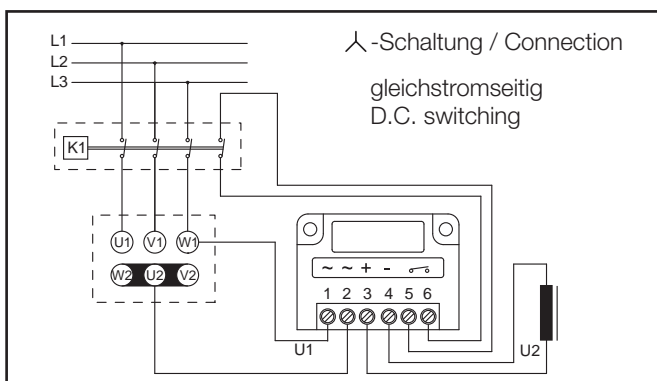 L1
L2
L3
⅄-Schaltung / Connection
gleichstromseitig
D.C. switching
K1
U1 V1 W1
W2 U2 V2
~ ~ + -
1 2 3 4 5 6
U1
U2